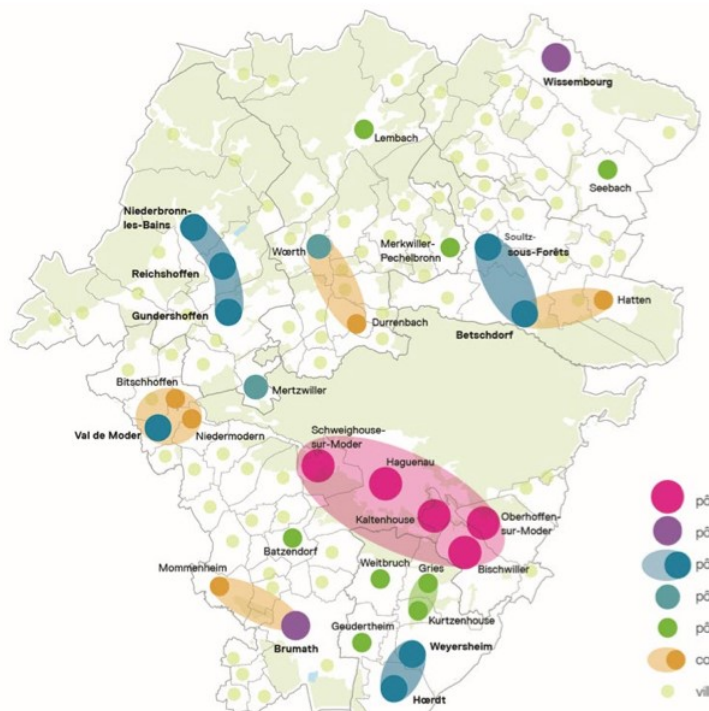 Wissembourg
Lembach
Seebach
Niederbronn-
les-Bains
Wœrth
Merkwiller-
Pechelbronn
Soultz-
sous-Forêts
Reichshoffen
Gundershoffen
Durrenbach
Betschdorf
Hatten
Bitschhoffen
Mertzwiller
Val de Moder
Niedermodern
Schweighouse-
sur-Moder
Haguenau
Kaltenhouse
Oberhoffen-
sur-Moder
Batzendorf
Bischwiller
Weitbruch
Gries
Mommenheim
Kurtzenhouse
Geudertheim
Brumath
Weyersheim
Hœrdt